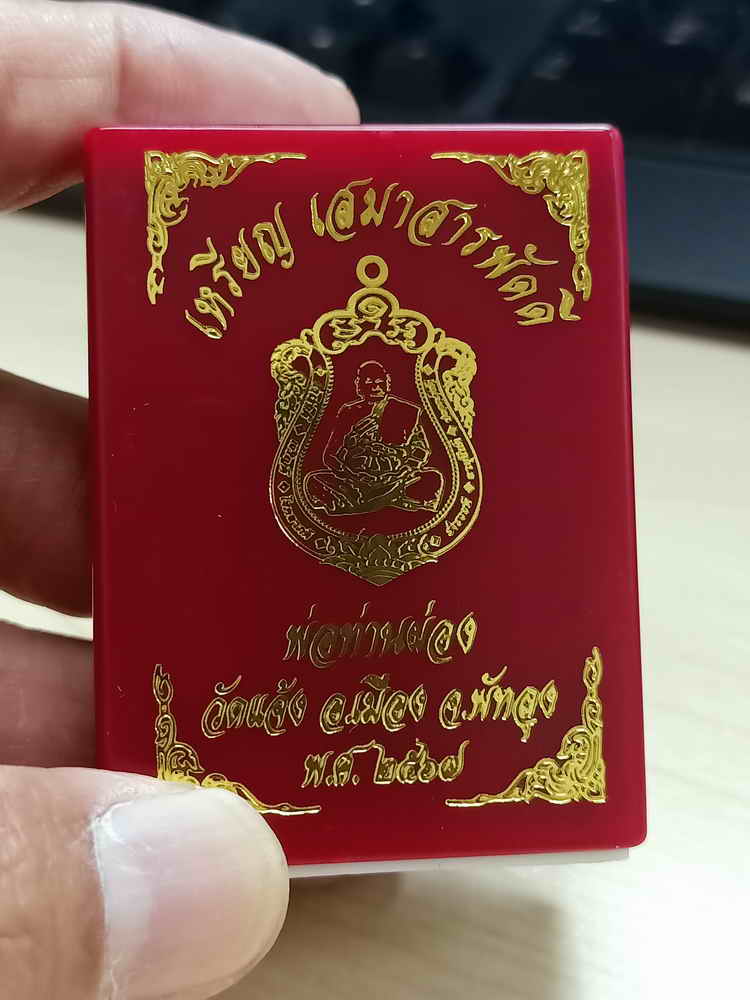 เหรียญ เสมาสารพัดดี
พ่อท่านผ่อง
วัดแจ้ง อ.เมือง จ.พัทลุง
พ.ศ. ๒๕๖๗